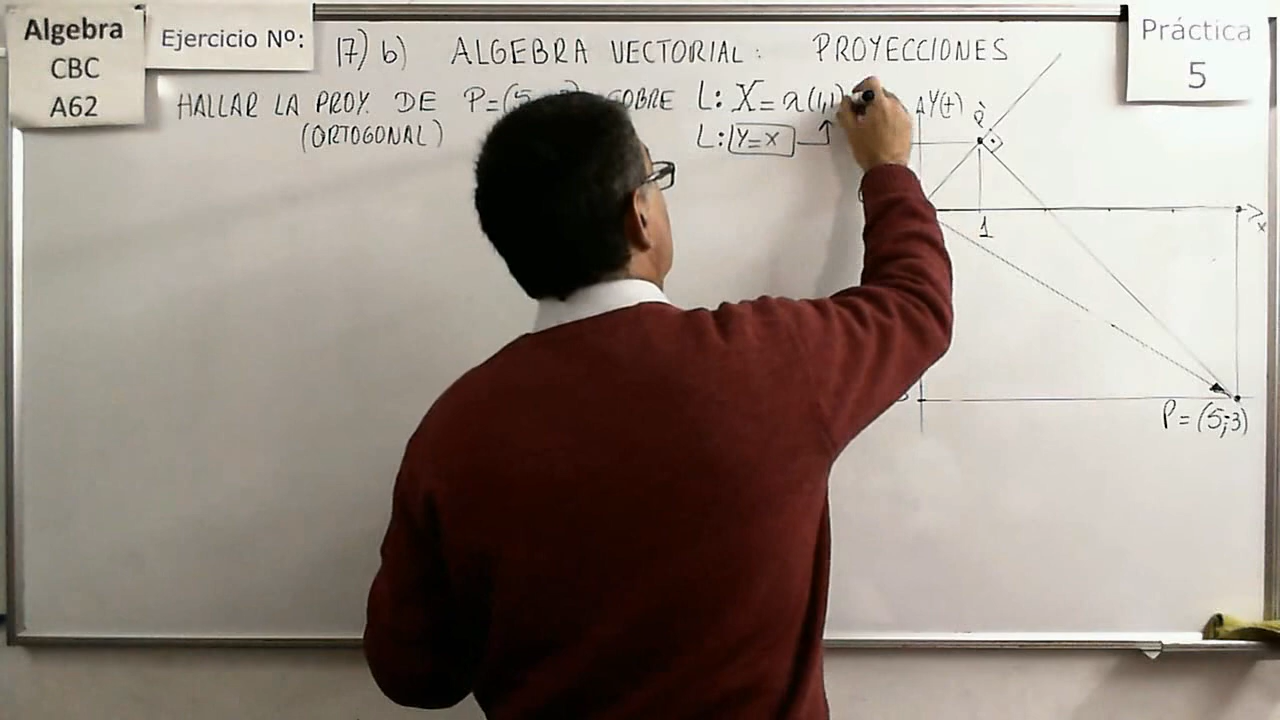 Algebra
CBC
A62
Ejercicio Nº:
Práctica
5
17) b) ALGEBRA VECTORIAL: PROYECCIONES
HALLAR LA PROY. DE P=(5 SOBRE L: X = λ(1,1)
(ORTOGONAL)
L: Y=X
Y(t)
1
x
P = (5;3)